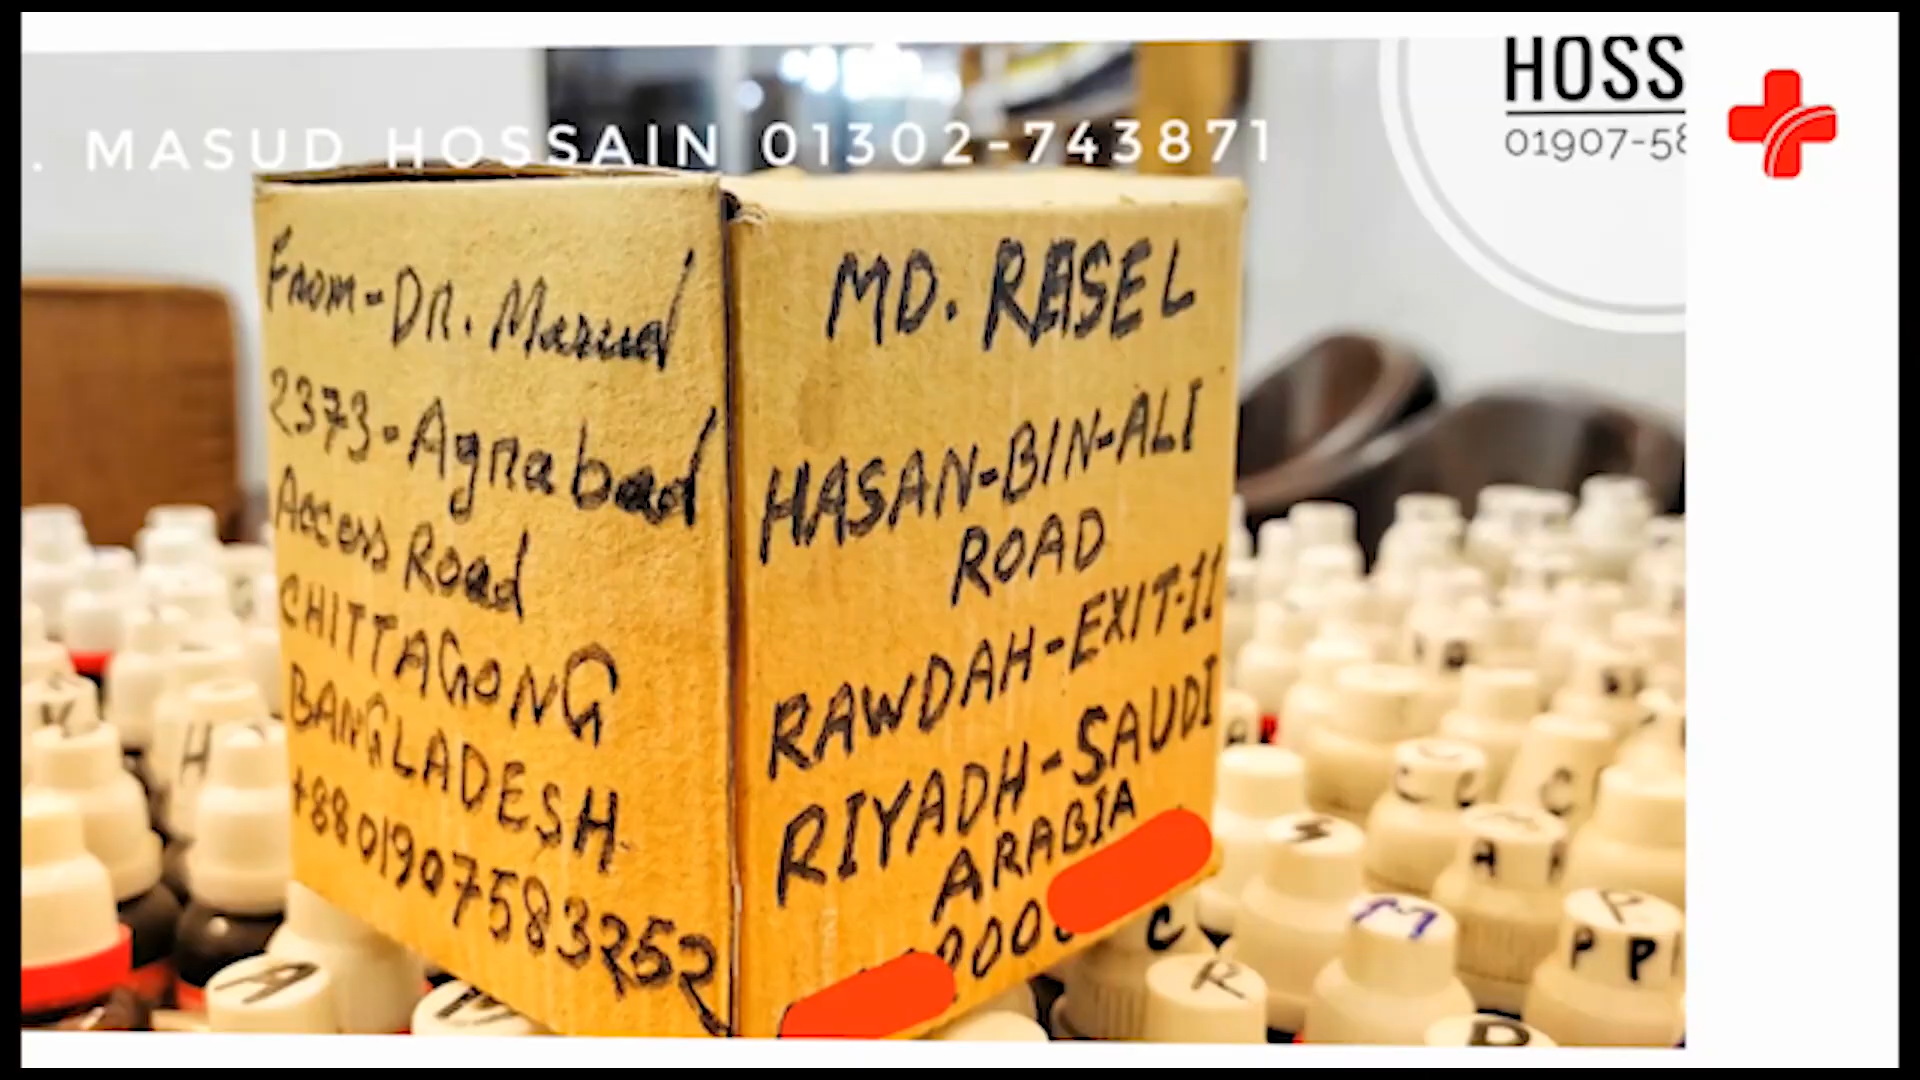 HOSS
01907-58
. MASUD HOSSAIN 01302-743871
From-DR. Masud
2373-Agrabad
Access Road
CHITTAGONG
BANGLADESH
+8801907583252
MD. RASEL
HASAN-BIN-ALI
ROAD
RAWDAH-EXIT-11
RIYADH-SAUDI
ARABIA
H
A
M
C C
C
S
A
M
C
R
R
P P